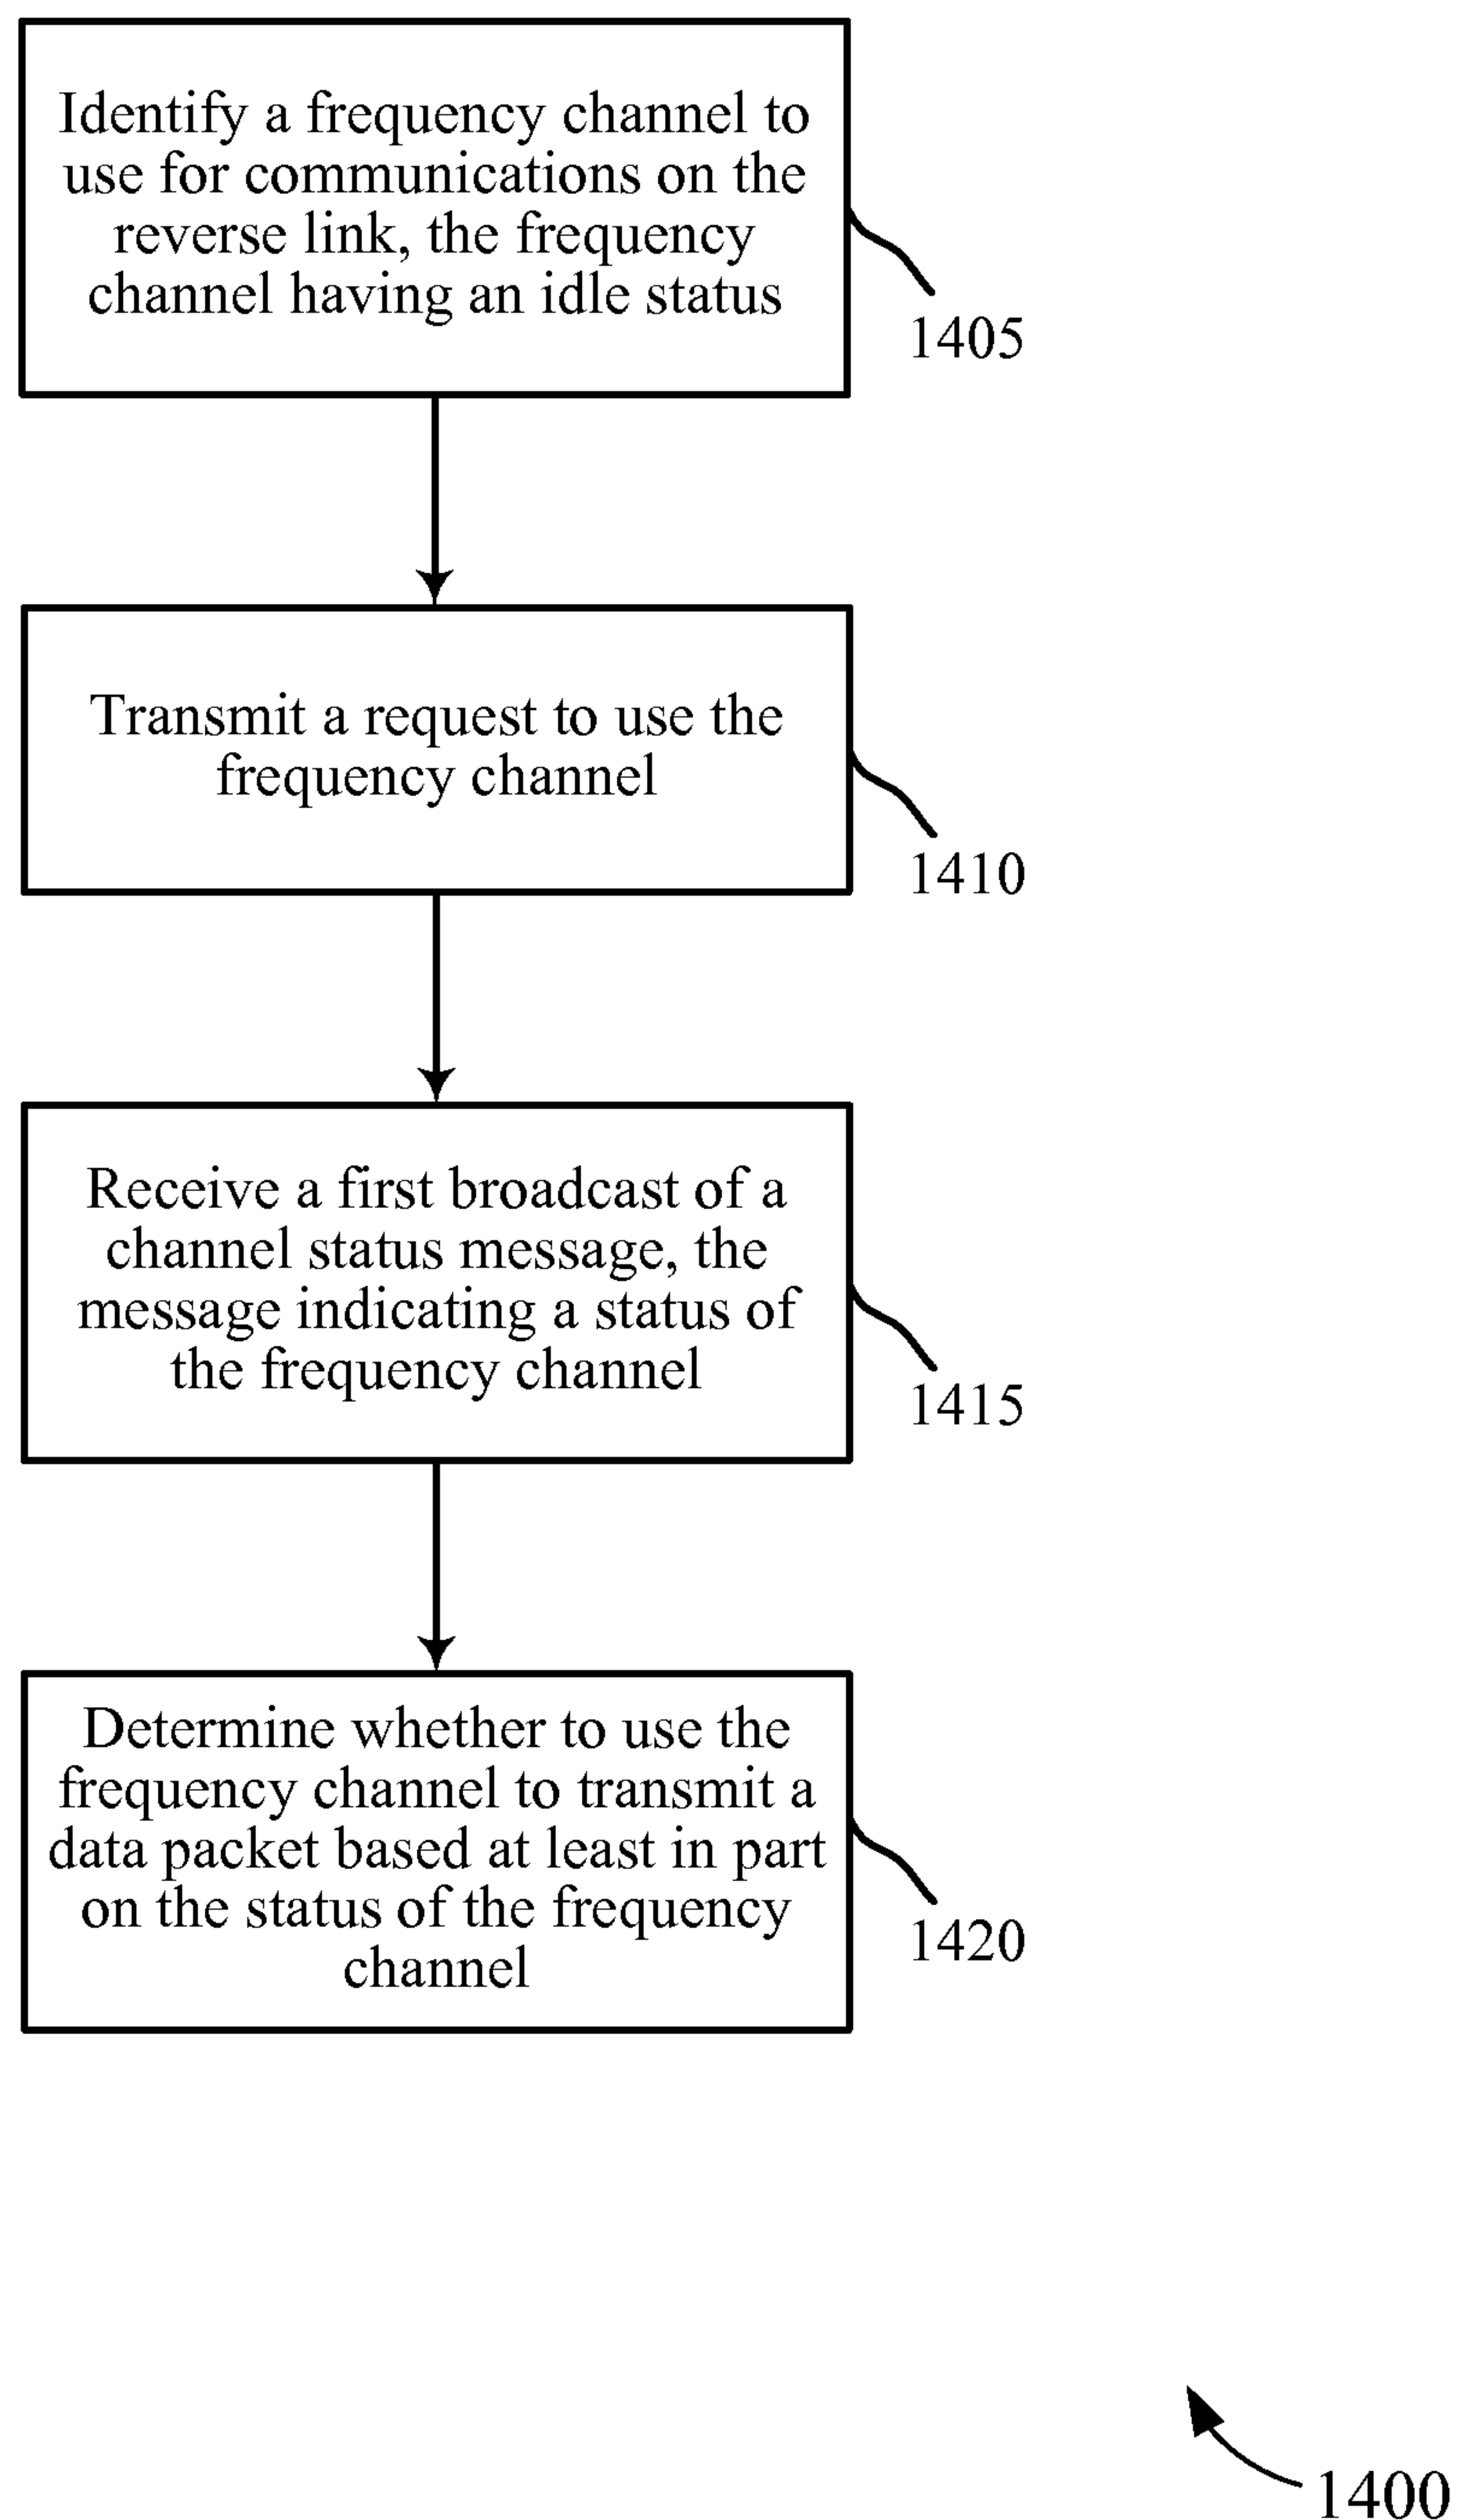 Identify a frequency channel to
use for communications on the
reverse link, the frequency
channel having an idle status
1405
Transmit a request to use the
frequency channel
1410
Receive a first broadcast of a
channel status message, the
message indicating a status of
the frequency channel
1415
Determine whether to use the
frequency channel to transmit a
data packet based at least in part
on the status of the frequency
channel
1420
1400